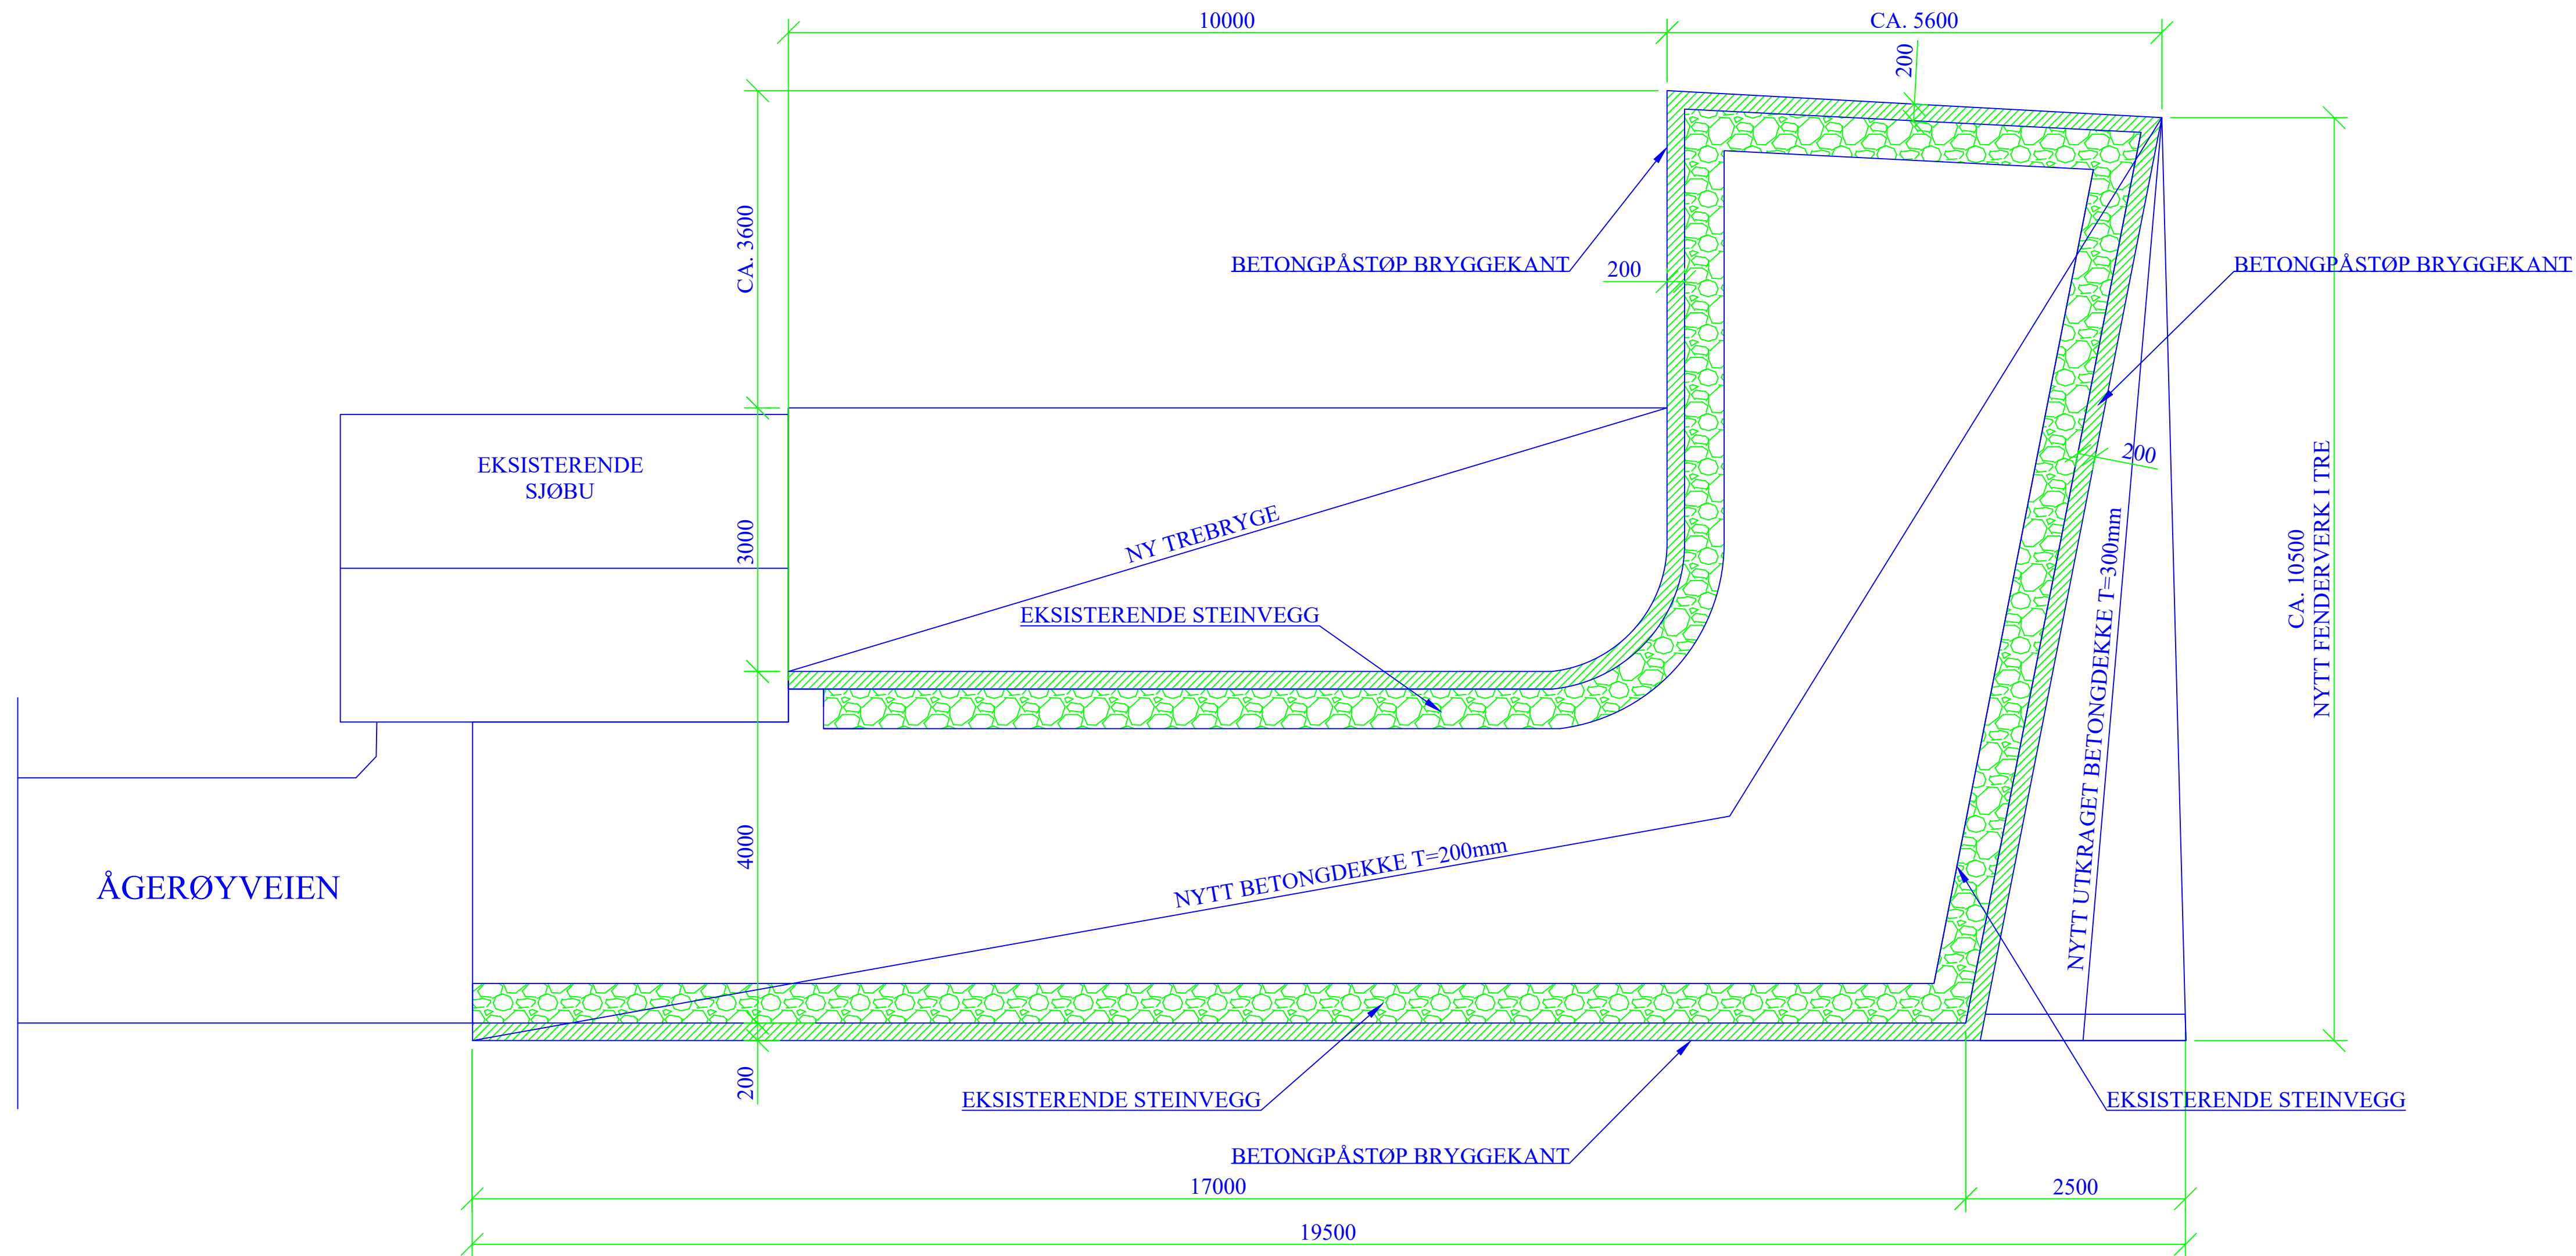 10000
CA. 5600
200
CA. 3600
BETONGPÅSTØP BRYGGEKANT
200
BETONGPÅSTØP BRYGGEKANT
EKSISTERENDE
SJØBU
200
3000
NY TREBRYGE
CA. 10500
NYTT FENDERVERK I TRE
EKSISTERENDE STEINVEGG
NYTT UTKRAGET BETONGDEKKE T=300mm
4000
NYTT BETONGDEKKE T=200mm
ÅGERØYVEIEN
200
EKSISTERENDE STEINVEGG
EKSISTERENDE STEINVEGG
BETONGPÅSTØP BRYGGEKANT
17000
2500
19500